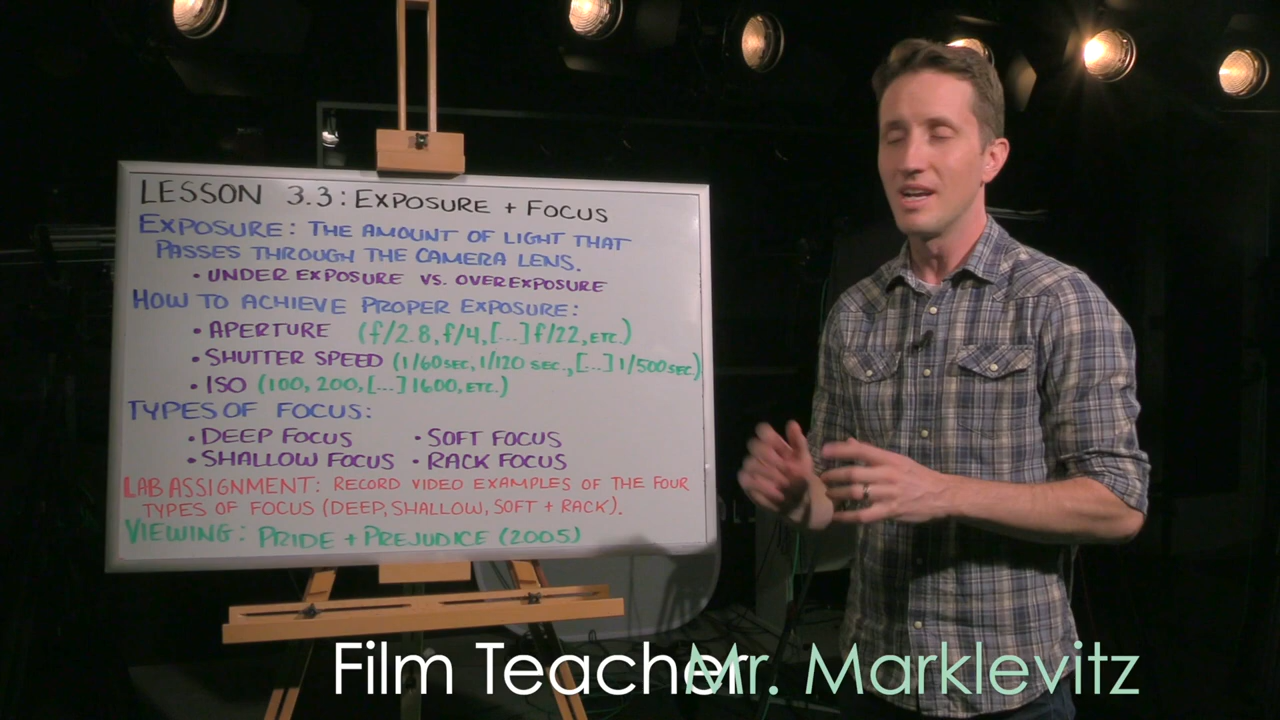 LESSON 3.3: EXPOSURE + FOCUS
EXPOSURE: THE AMOUNT OF LIGHT THAT
PASSES THROUGH THE CAMERA LENS.
• UNDER EXPOSURE VS. OVEREXPOSURE
HOW TO ACHIEVE PROPER EXPOSURE:
• APERTURE (f/2.8, f/4, [...] f/22, ETC.)
• SHUTTER SPEED (1/60 SEC, 1/120 SEC., [...] 1/500 SEC.)
• ISO (100, 200, [...] 1600, ETC.)
TYPES OF FOCUS:
• DEEP FOCUS • SOFT FOCUS
• SHALLOW FOCUS • RACK FOCUS
LAB ASSIGNMENT: RECORD VIDEO EXAMPLES OF THE FOUR
TYPES OF FOCUS (DEEP, SHALLOW, SOFT + RACK).
VIEWING: PRIDE + PREJUDICE (2005)
Film Teacher Mr. Marklevitz